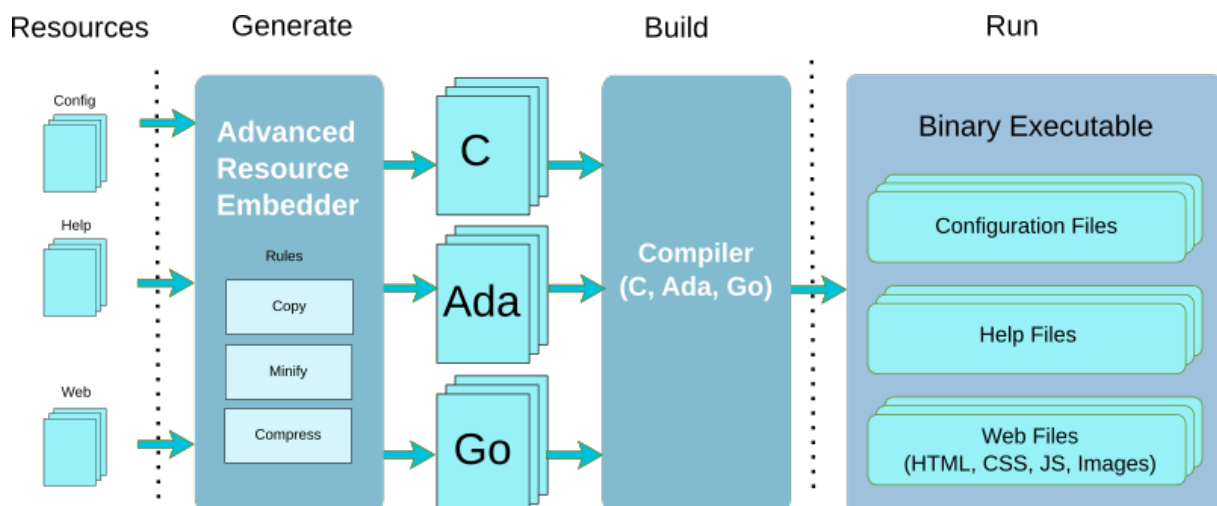 Resources
Generate
Build
Run
Config
Help
Web
Advanced
Resource
Embedder
Rules
Copy
Minify
Compress
C
Ada
Go
Compiler
(C, Ada, Go)
Binary Executable
Configuration Files
Help Files
Web Files
(HTML, CSS, JS, Images)